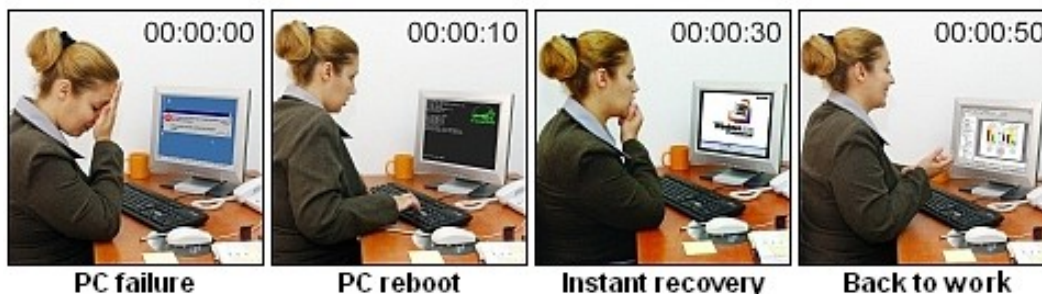 00:00:00
00:00:10
00:00:30
00:00:50
PC failure
PC reboot
Instant recovery
Back to work